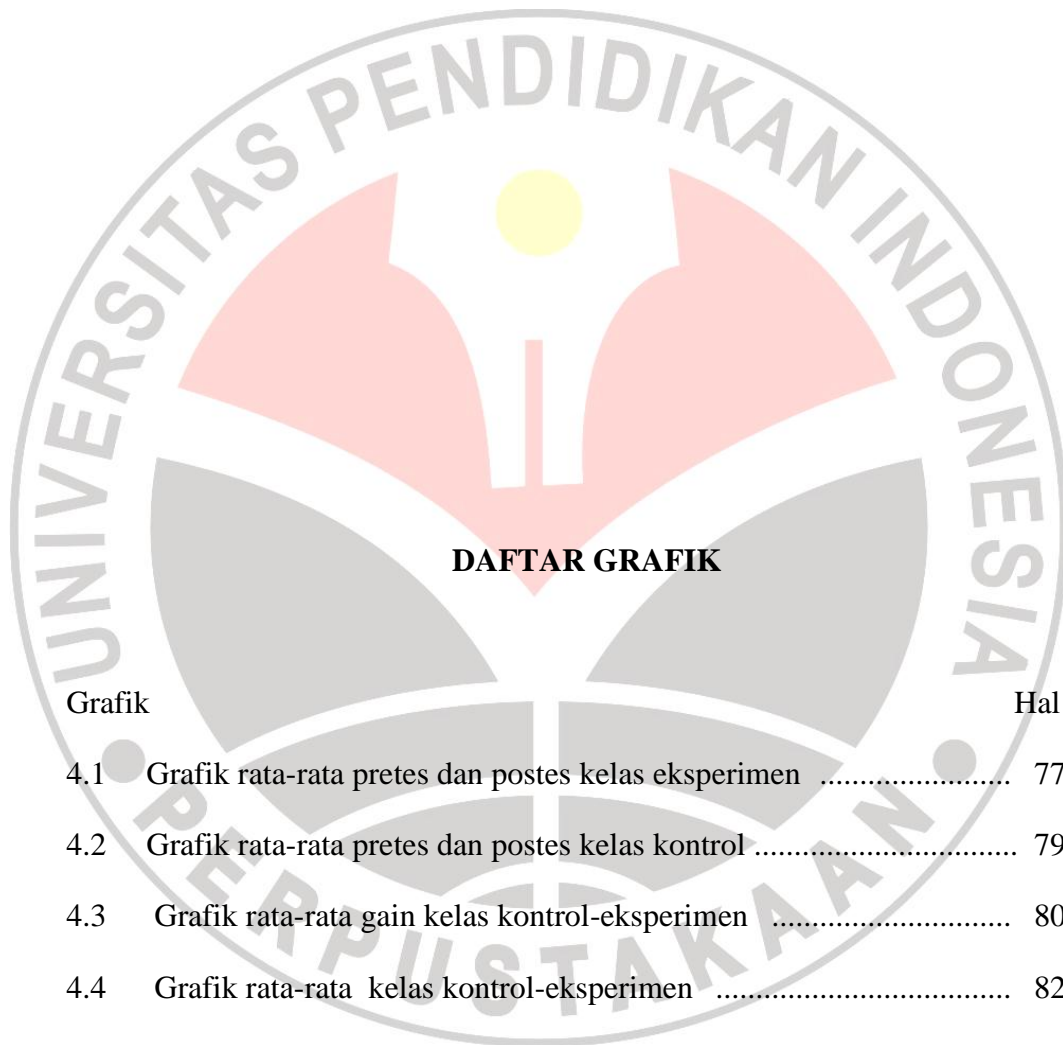 UNIVERSITAS PENDIDIKAN INDONESIA
PERPUSTAKAAN
DAFTAR GRAFIK
Grafik Hal
4.1 Grafik rata-rata pretes dan postes kelas eksperimen ...................... 77
4.2 Grafik rata-rata pretes dan postes kelas kontrol .............................. 79
4.3 Grafik rata-rata gain kelas kontrol-eksperimen ........................... 80
4.4 Grafik rata-rata kelas kontrol-eksperimen ................................. 82